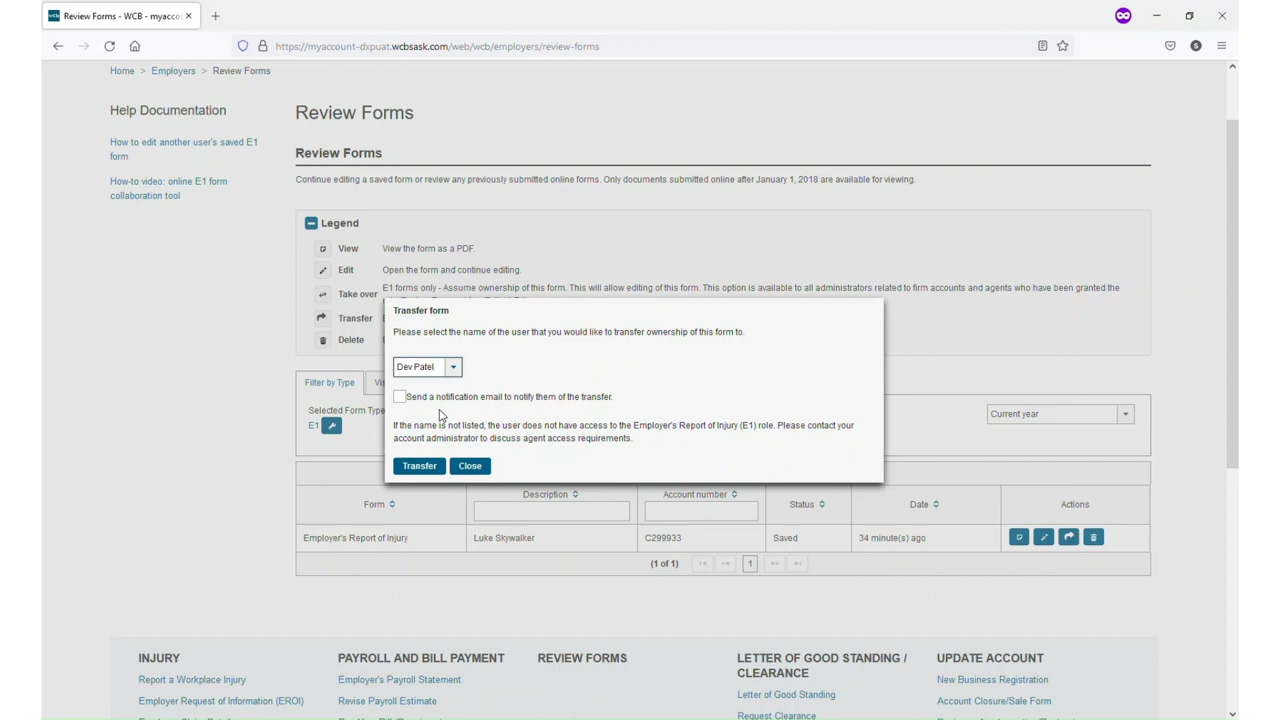 Review Forms - WCB - myacco
https://myaccount-dxpuat.wcbsask.com/web/wcb/employers/review-forms
Home > Employers > Review Forms
Help Documentation
How to edit another user's saved E1
form
How-to video: online E1 form
collaboration tool
Review Forms
Review Forms
Continue editing a saved form or review any previously submitted online forms. Only documents submitted online after January 1, 2018 are available for viewing.
Legend
View View the form as a PDF.
Edit Open the form and continue editing.
Take over E1 forms only - Assume ownership of this form. This will allow editing of this form. This option is available to all administrators related to firm accounts and agents who have been granted the
Transfer
Delete
Transfer form
Please select the name of the user that you would like to transfer ownership of this form to.
Dev Patel
Send a notification email to notify them of the transfer.
If the name is not listed, the user does not have access to the Employer's Report of Injury (E1) role. Please contact your
account administrator to discuss agent access requirements.
Transfer Close
Filter by Type
Selected Form Type
E1
Current year
Form Description Account number Status Date Actions
Employer's Report of Injury Luke Skywalker C299933 Saved 34 minute(s) ago
(1 of 1) 1
INJURY
Report a Workplace Injury
Employer Request of Information (EROI)
PAYROLL AND BILL PAYMENT
Employer's Payroll Statement
Revise Payroll Estimate
REVIEW FORMS
LETTER OF GOOD STANDING /
CLEARANCE
Letter of Good Standing
Request Clearance
UPDATE ACCOUNT
New Business Registration
Account Closure/Sale Form